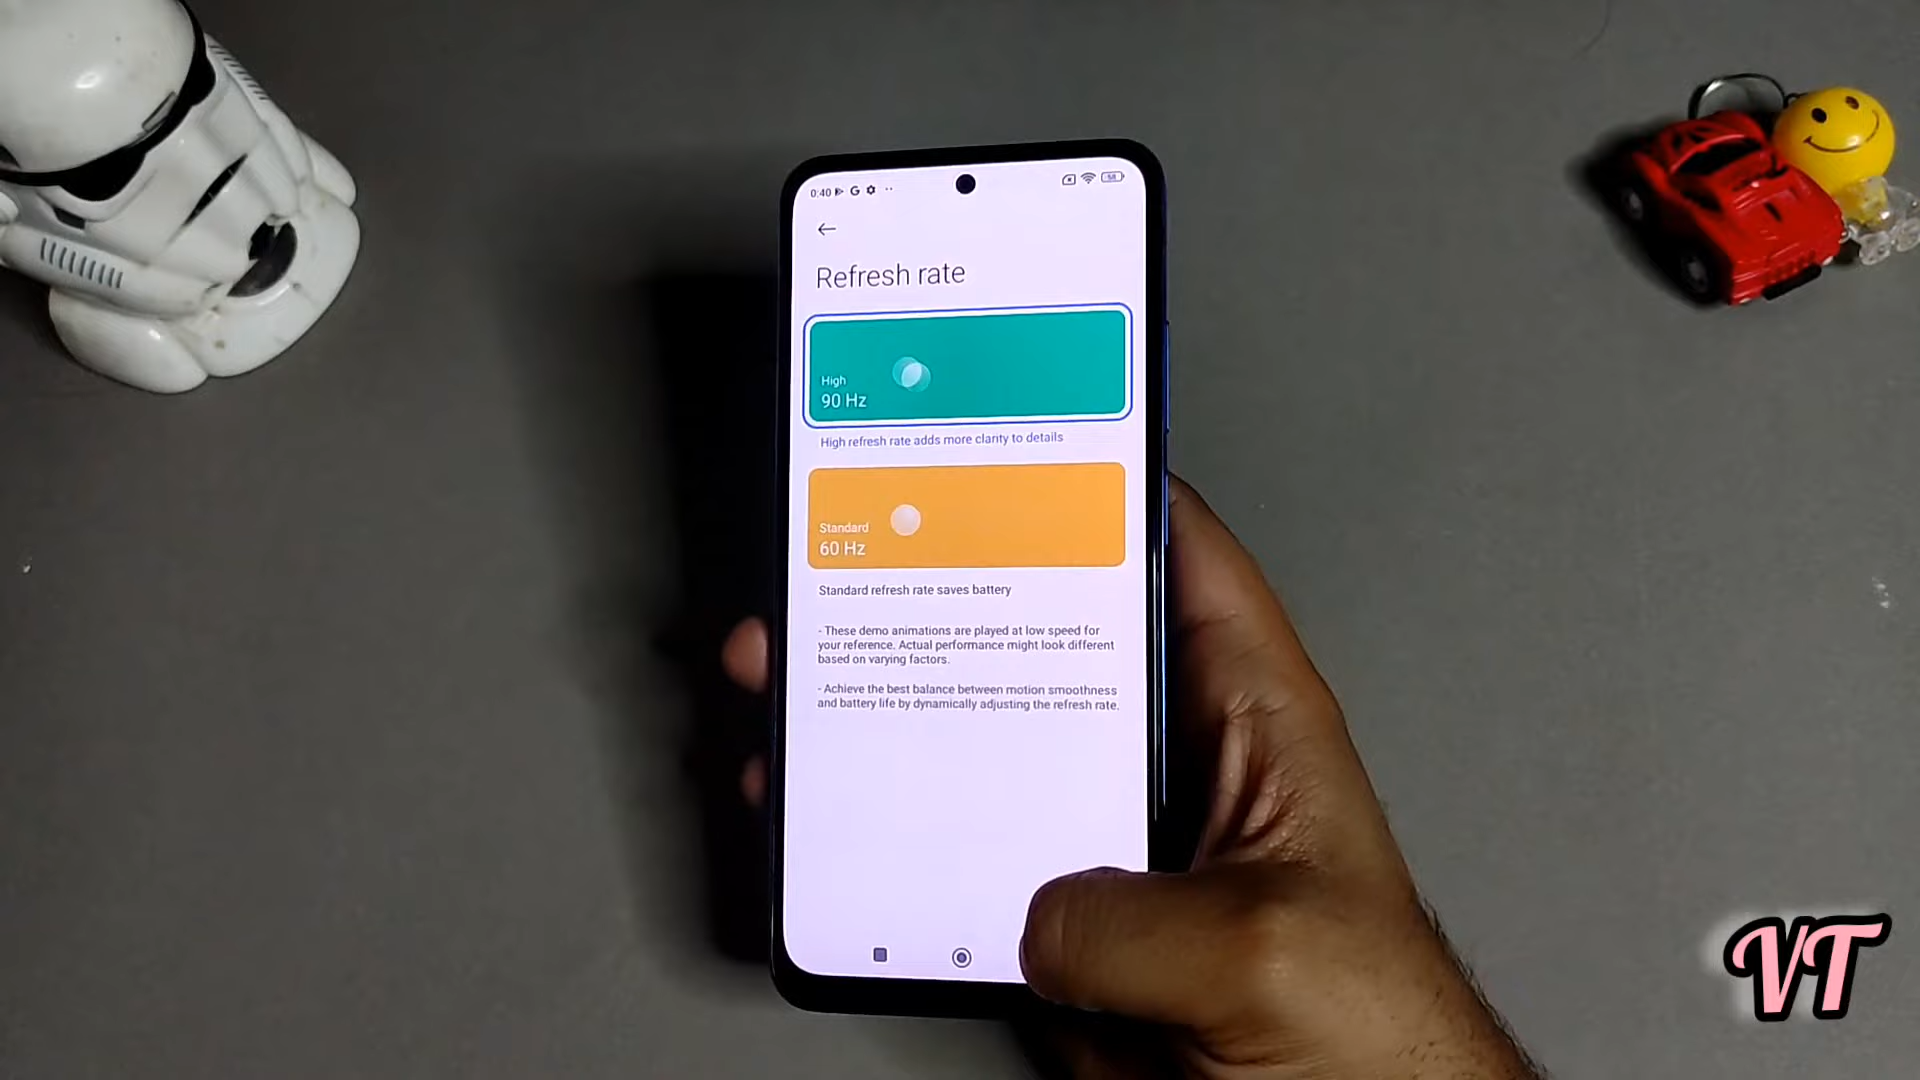 0:40
58
Refresh rate
High
90 Hz
High refresh rate adds more clarity to details
Standard
60 Hz
Standard refresh rate saves battery
- These demo animations are played at low speed for
your reference. Actual performance might look different
based on varying factors.
- Achieve the best balance between motion smoothness
and battery life by dynamically adjusting the refresh rate.
VT